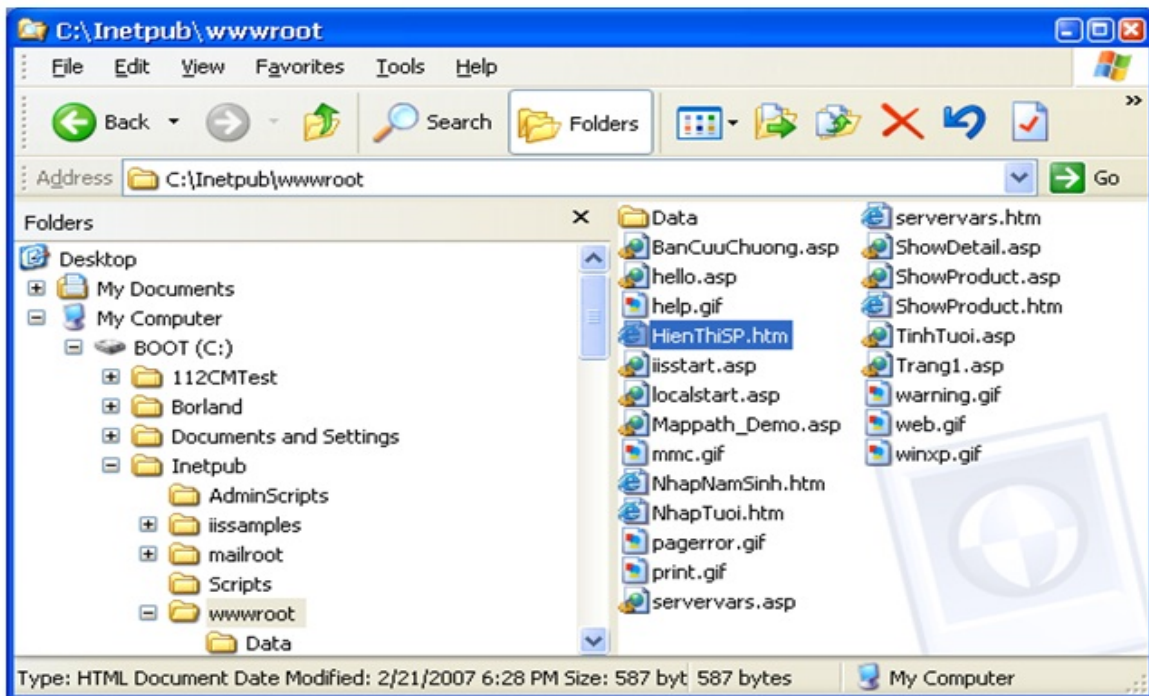 C:\Inetpub\wwwroot
File Edit View Favorites Tools Help
Back Search Folders »
Address C:\Inetpub\wwwroot Go
Folders
Desktop
My Documents
My Computer
BOOT (C:)
112CMTest
Borland
Documents and Settings
Inetpub
AdminScripts
iissamples
mailroot
Scripts
wwwroot
Data
Data
BanCuuChuong.asp
hello.asp
help.gif
HienThiSP.htm
iisstart.asp
localstart.asp
Mappath_Demo.asp
mmc.gif
NhapNamSinh.htm
NhapTuoi.htm
pagerror.gif
print.gif
servervars.asp
servervars.htm
ShowDetail.asp
ShowProduct.asp
ShowProduct.htm
TinhTuoi.asp
Trang1.asp
warning.gif
web.gif
winxp.gif
Type: HTML Document Date Modified: 2/21/2007 6:28 PM Size: 587 byt 587 bytes My Computer